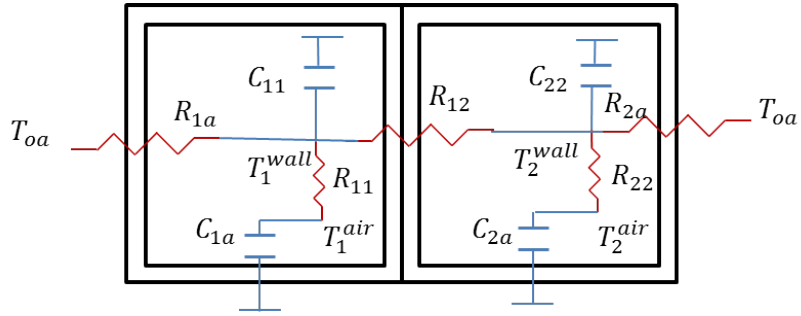 C₁₁
C₂₂
R₁ₐ
R₁₂
R₂ₐ
Tₒₐ
Tₒₐ
T₁ʷᵃˡˡ
R₁₁
T₂ʷᵃˡˡ
R₂₂
C₁ₐ
T₁ᵃⁱʳ
C₂ₐ
T₂ᵃⁱʳ